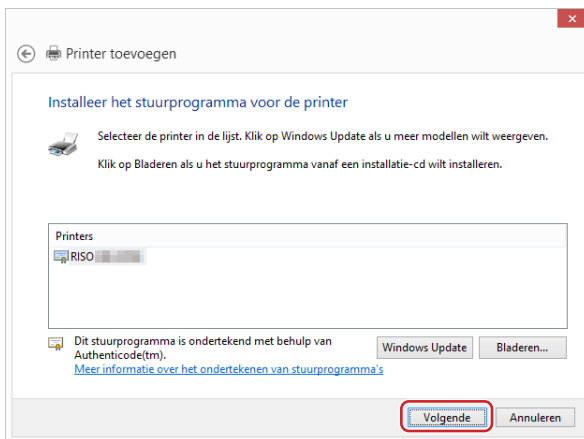 Printer toevoegen
Installeer het stuurprogramma voor de printer
Selecteer de printer in de lijst. Klik op Windows Update als u meer modellen wilt weergeven.
Klik op Bladeren als u het stuurprogramma vanaf een installatie-cd wilt installeren.
Printers
RISO
Dit stuurprogramma is ondertekend met behulp van
Authenticode(tm).
Meer informatie over het ondertekenen van stuurprogramma's
Windows Update
Bladeren...
Volgende
Annuleren